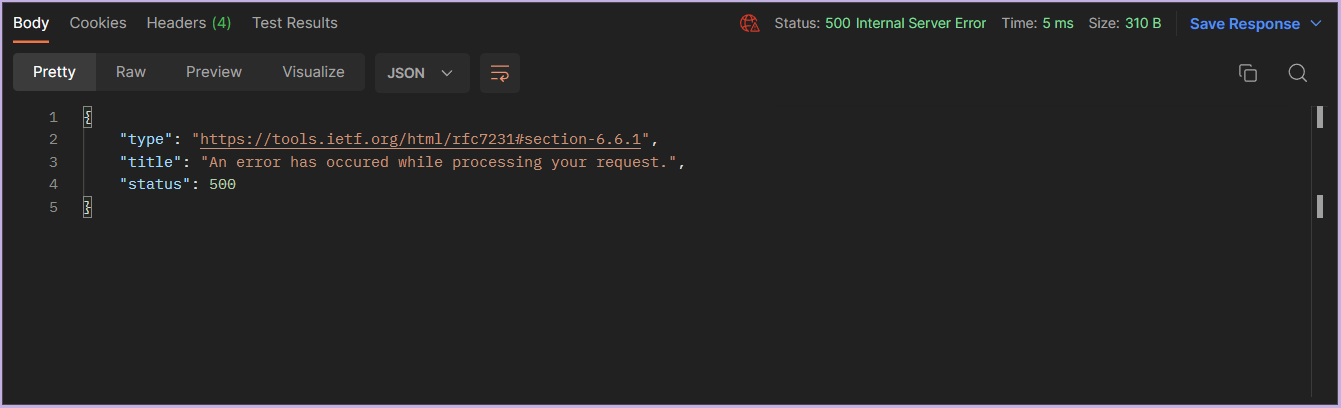 Body Cookies Headers (4) Test Results Status: 500 Internal Server Error Time: 5 ms Size: 310 B Save Response
Pretty Raw Preview Visualize JSON
1 {
2 "type": "https://tools.ietf.org/html/rfc7231#section-6.6.1",
3 "title": "An error has occured while processing your request.",
4 "status": 500
5 }